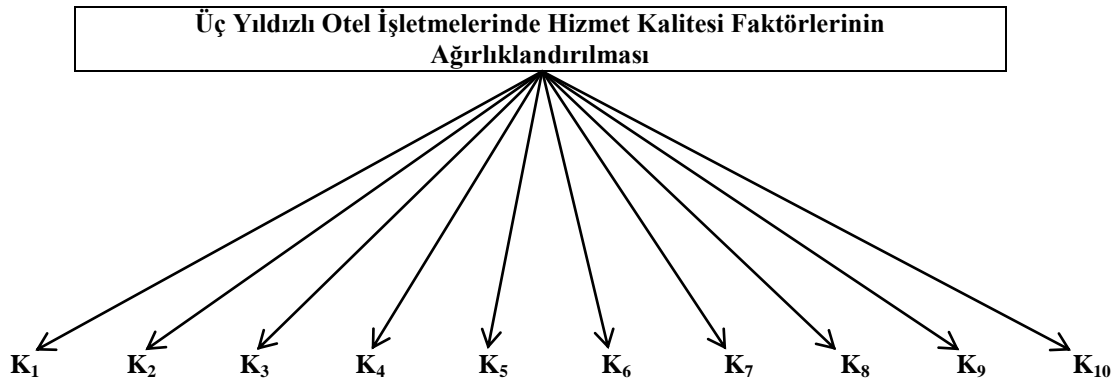 Üç Yıldızlı Otel İşletmelerinde Hizmet Kalitesi Faktörlerinin
Ağırlıklandırılması
K₁ K₂ K₃ K₄ K₅ K₆ K₇ K₈ K₉ K₁₀